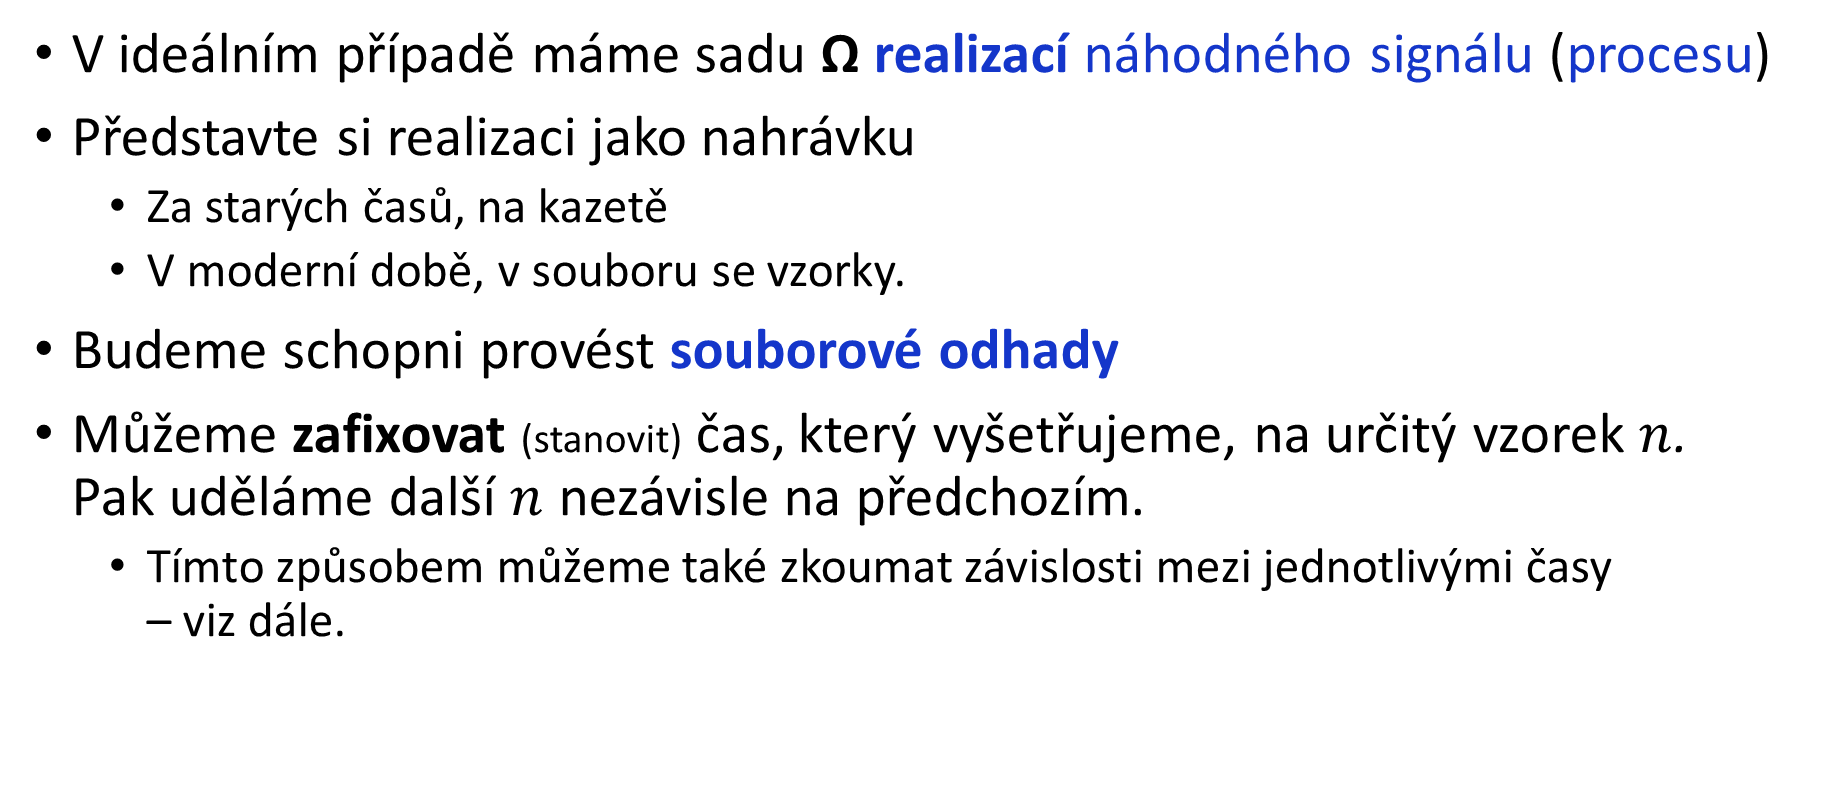 • V ideálním případě máme sadu Ω realizací náhodného signálu (procesu)
• Představte si realizaci jako nahrávku
• Za starých časů, na kazetě
• V moderní době, v souboru se vzorky.
• Budeme schopni provést souborové odhady
• Můžeme zafixovat (stanovit) čas, který vyšetřujeme, na určitý vzorek n.
Pak uděláme další n nezávisle na předchozím.
• Tímto způsobem můžeme také zkoumat závislosti mezi jednotlivými časy
– viz dále.